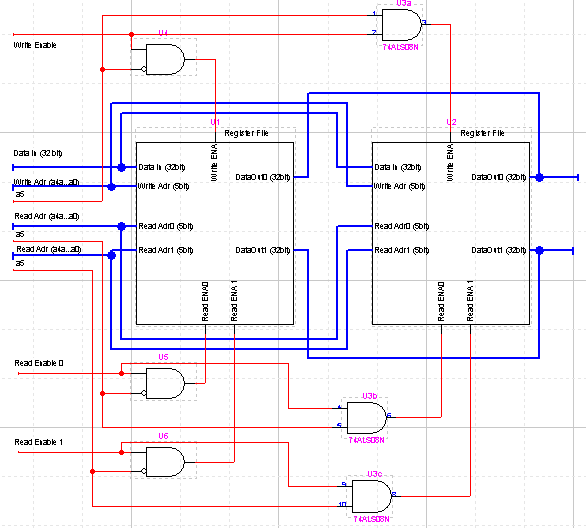 U3a
1
2
3
74ALS08N
Write Enable
U4
U1
Register File
Write ENA
Data In (32bit)
Write Adr (5bit)
Read Adr0 (5bit)
Read Adr1 (5bit)
DataOut0 (32bit)
DataOut1 (32bit)
Read ENA0
Read ENA 1
U2
Register File
Write ENA
Data In (32bit)
Write Adr (5bit)
Read Adr0 (5bit)
Read Adr1 (5bit)
DataOut0 (32bit)
DataOut1 (32bit)
Read ENA0
Read ENA 1
Data In (32bit)
Write Adr (a4a...a0)
a5
Read Adr (a4a...a0)
a5
Read Adr (a4a...a0)
a5
Read Enable 0
U5
U3b
4
5
6
74ALS08N
Read Enable 1
U6
U3c
9
10
8
74ALS08N